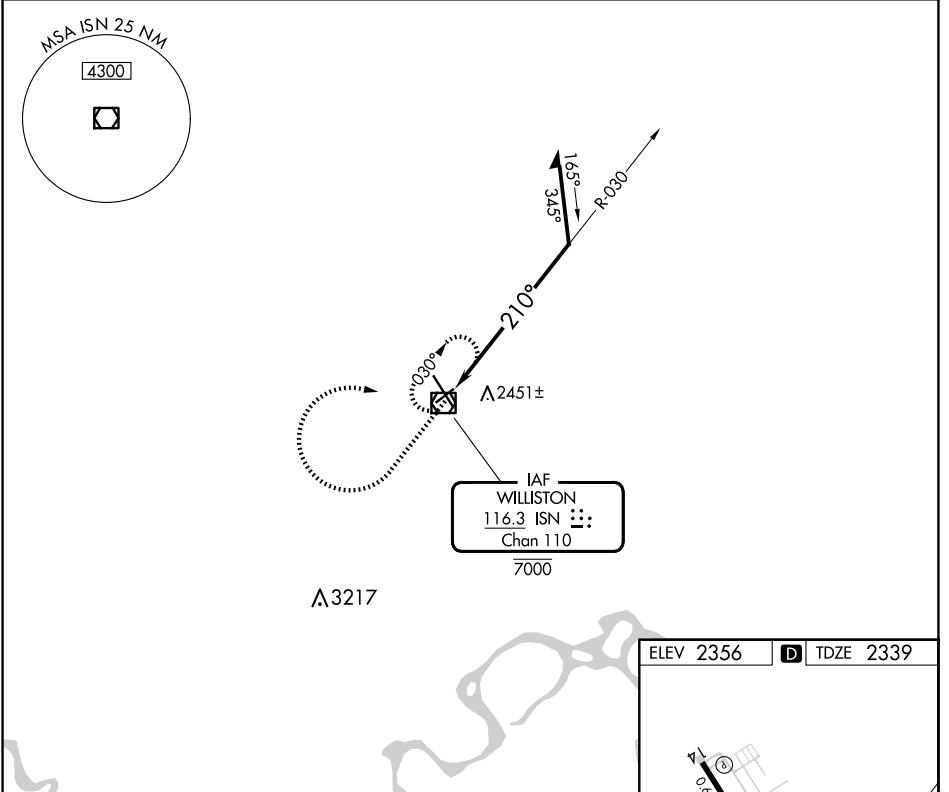 MSA ISN 25 NM
4300
165°
345°
R-030
210°
030°
2451±
IAF
WILLISTON
116.3 ISN
Chan 110
7000
3217
ELEV 2356 D TDZE 2339
14
P